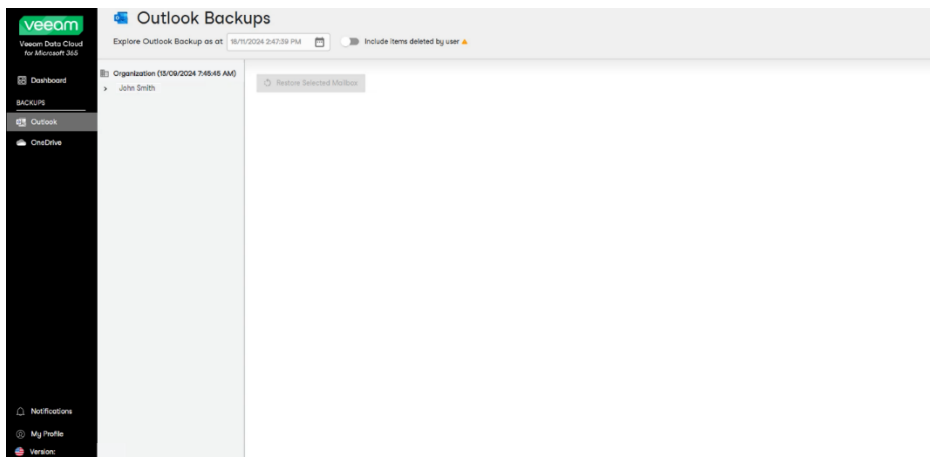 veeam
Veeam Data Cloud
for Microsoft 365
Dashboard
BACKUPS
Outlook
OneDrive
Notifications
My Profile
Version:
Outlook Backups
Explore Outlook Backup as at 18/11/2024 2:47:39 PM Include items deleted by user
Organization (13/09/2024 7:45:45 AM)
John Smith
Restore Selected Mailbox